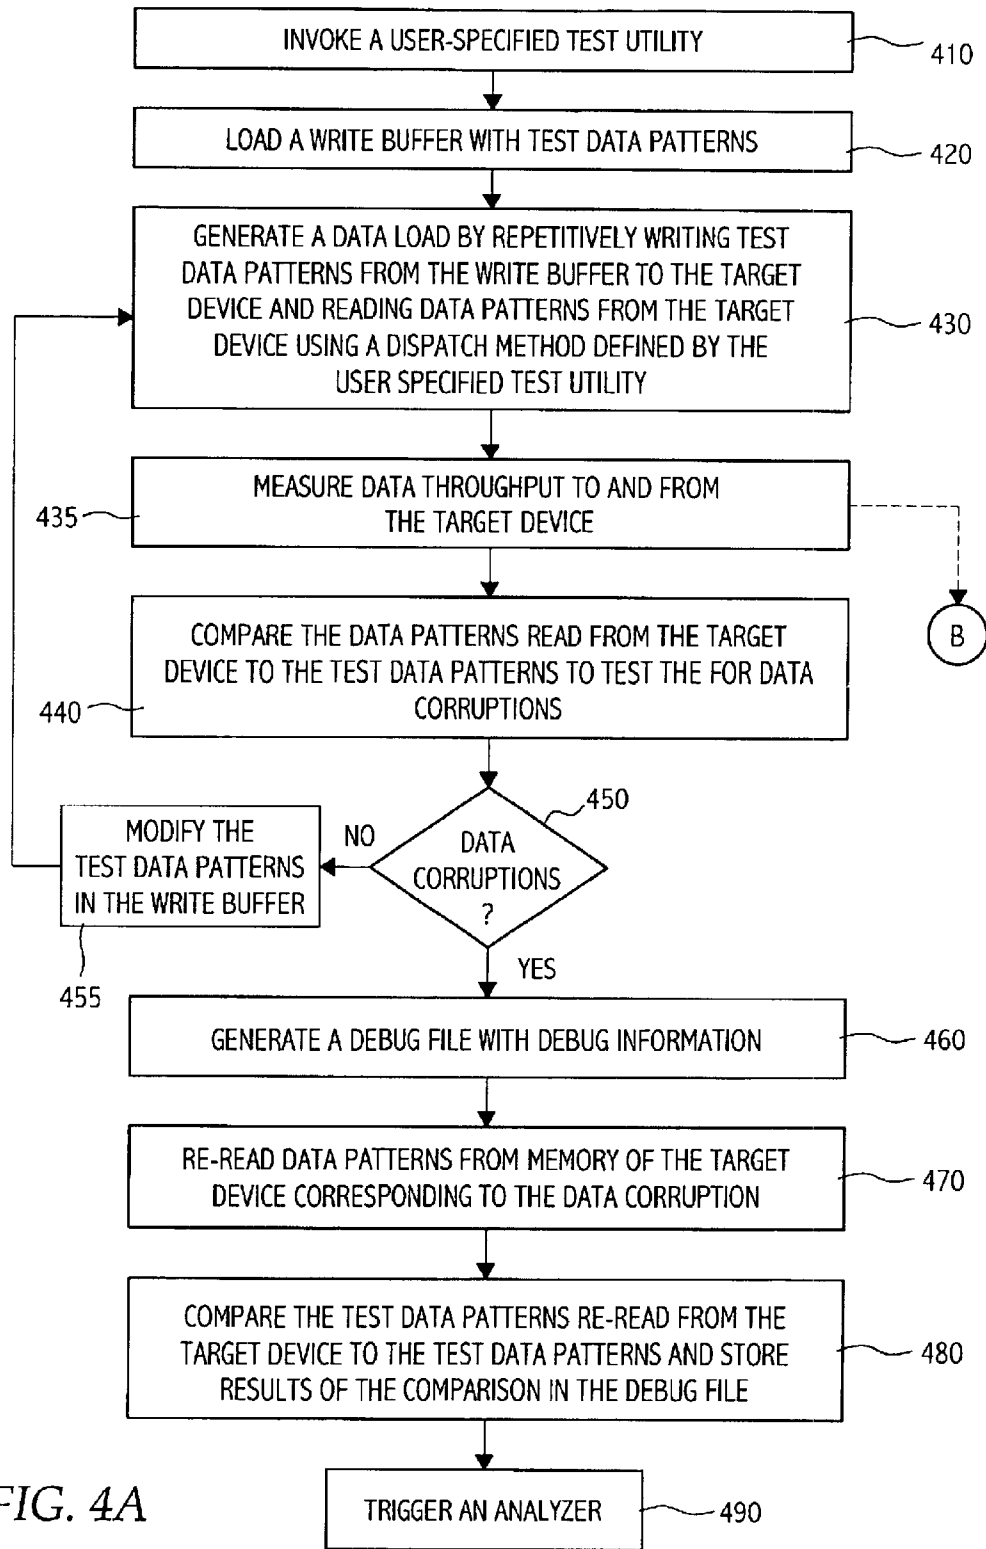 INVOKE A USER-SPECIFIED TEST UTILITY
410
LOAD A WRITE BUFFER WITH TEST DATA PATTERNS
420
GENERATE A DATA LOAD BY REPETITIVELY WRITING TEST
DATA PATTERNS FROM THE WRITE BUFFER TO THE TARGET
DEVICE AND READING DATA PATTERNS FROM THE TARGET
DEVICE USING A DISPATCH METHOD DEFINED BY THE
USER SPECIFIED TEST UTILITY
430
MEASURE DATA THROUGHPUT TO AND FROM
THE TARGET DEVICE
435
B
COMPARE THE DATA PATTERNS READ FROM THE TARGET
DEVICE TO THE TEST DATA PATTERNS TO TEST THE FOR DATA
CORRUPTIONS
440
450
DATA
CORRUPTIONS
?
NO
MODIFY THE
TEST DATA PATTERNS
IN THE WRITE BUFFER
455
YES
GENERATE A DEBUG FILE WITH DEBUG INFORMATION
460
RE-READ DATA PATTERNS FROM MEMORY OF THE TARGET
DEVICE CORRESPONDING TO THE DATA CORRUPTION
470
COMPARE THE TEST DATA PATTERNS RE-READ FROM THE
TARGET DEVICE TO THE TEST DATA PATTERNS AND STORE
RESULTS OF THE COMPARISON IN THE DEBUG FILE
480
TRIGGER AN ANALYZER
490
FIG. 4A